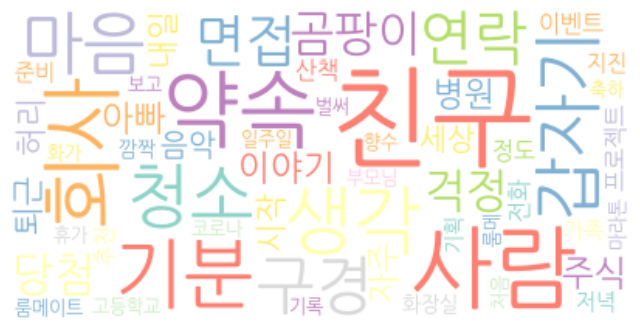 마음
면접
곰팡이
연락
이벤트
내일
준비
보고
산책
지진
축하
회사
아빠
약속
친구
병원
갑자기
벌써
허리
화가
깜짝
음악
일주일
향수
세상
정도
프로젝트
이야기
부모님
걱정
퇴근
청소
생각
전화
룸메
마라톤
휴가
코로나
시작
기획
가족
당첨
기분
구경
자주
사람
주식
처음
룸메이트
고등학교
기록
화장실
저녁